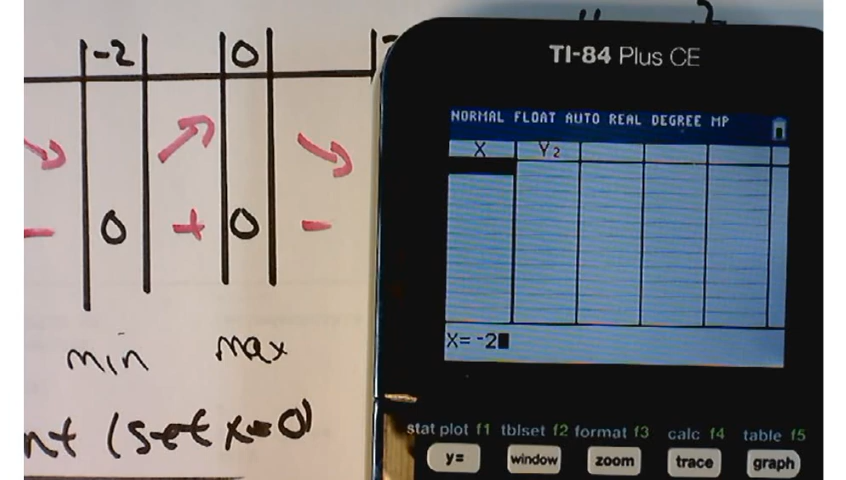 -2 0
- 0 + 0 -
min max
nt (set x=0)
TI-84 Plus CE
NORMAL FLOAT AUTO REAL DEGREE MP
X Y2
X= -2
stat plot f1 tblset f2 format f3 calc f4 table f5
y= window zoom trace graph